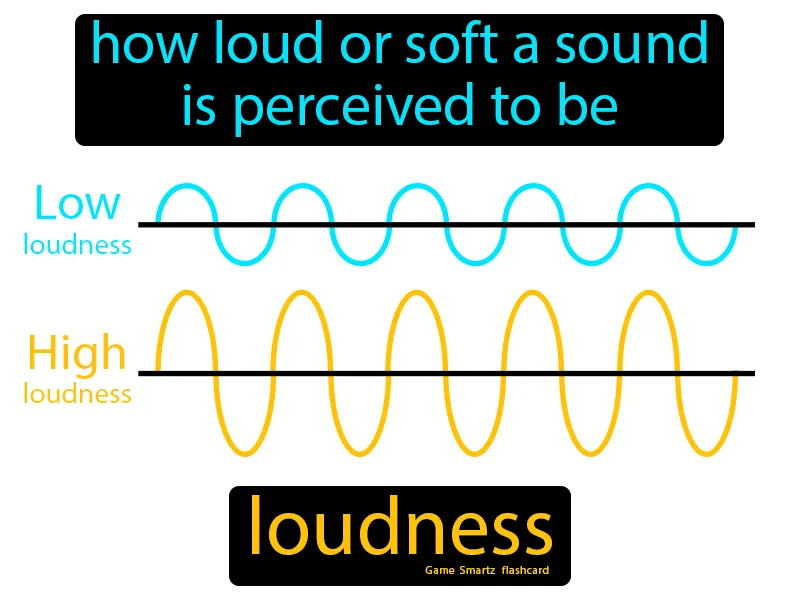 how loud or soft a sound
is perceived to be
Low
loudness
High
loudness
loudness
Game Smartz flashcard